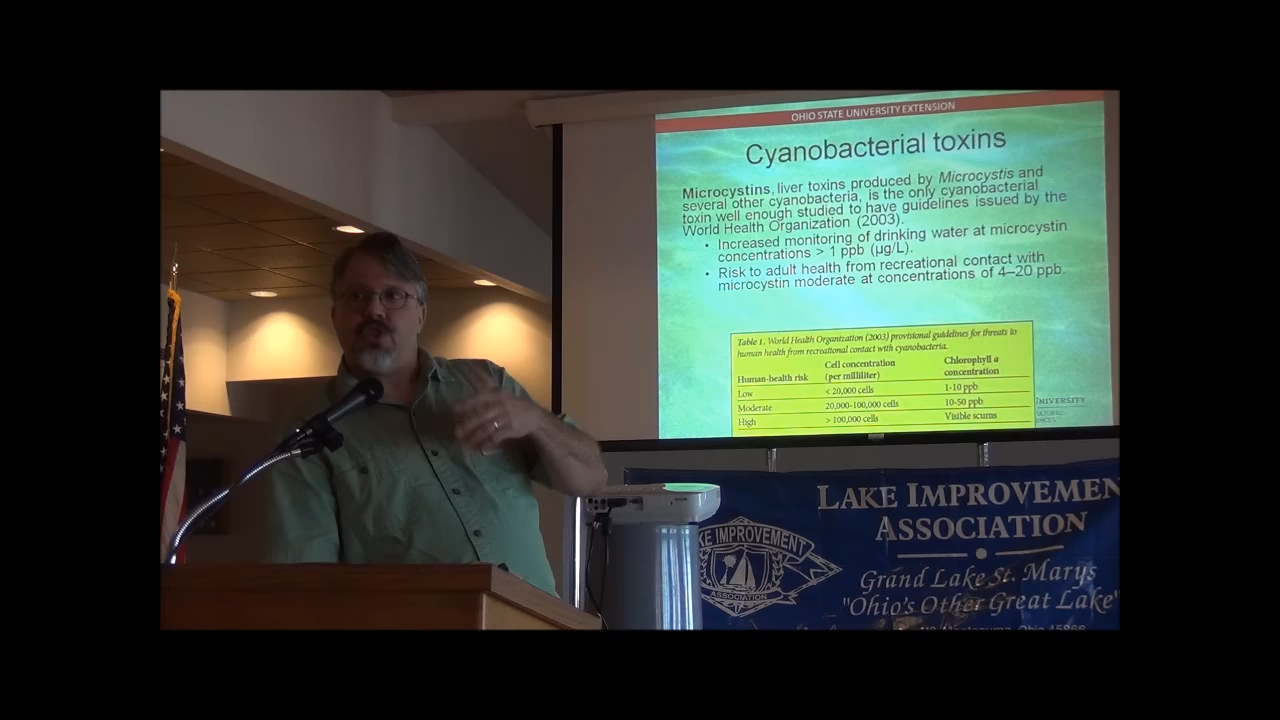 OHIO STATE UNIVERSITY EXTENSION
Cyanobacterial toxins
Microcystins, liver toxins produced by Microcystis and
several other cyanobacteria, is the only cyanobacterial
toxin well enough studied to have guidelines issued by the
World Health Organization (2003).
• Increased monitoring of drinking water at microcystin
concentrations > 1 ppb (µg/L).
• Risk to adult health from recreational contact with
microcystin moderate at concentrations of 4–20 ppb.
Table 1. World Health Organization (2003) provisional guidelines for threats to
human health from recreational contact with cyanobacteria.
Human-health risk Cell concentration (per milliliter) Chlorophyll a concentration
Low < 20,000 cells 1-10 ppb
Moderate 20,000-100,000 cells 10-50 ppb
High > 100,000 cells Visible scums
NIVERSITY
LAKE IMPROVEMEN
ASSOCIATION
Grand Lake St. Marys
"Ohio's Other Great Lake"
KE IMPROVEMENT
ASSOCIATION
Ohio 45866